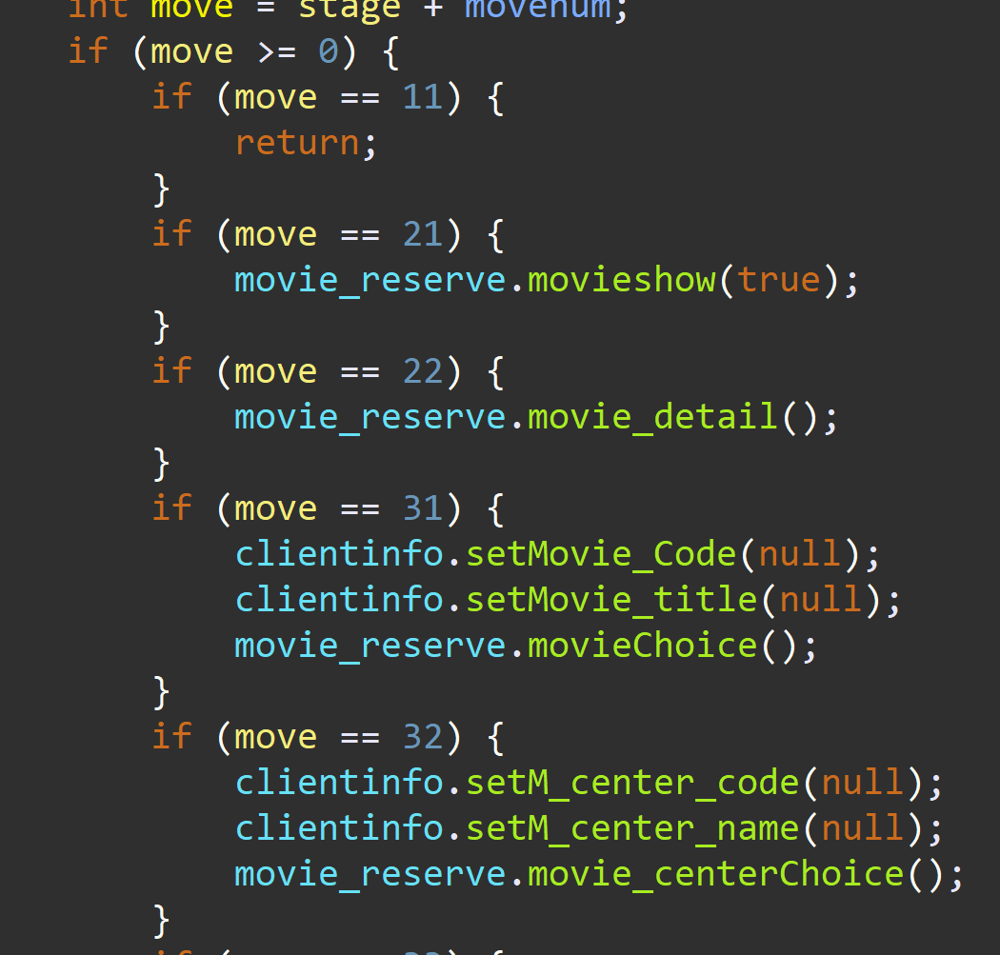 int move = stage + movenum;
if (move >= 0) {
    if (move == 11) {
        return;
    }
    if (move == 21) {
        movie_reserve.movieshow(true);
    }
    if (move == 22) {
        movie_reserve.movie_detail();
    }
    if (move == 31) {
        clientinfo.setMovie_Code(null);
        clientinfo.setMovie_title(null);
        movie_reserve.movieChoice();
    }
    if (move == 32) {
        clientinfo.setM_center_code(null);
        clientinfo.setM_center_name(null);
        movie_reserve.movie_centerChoice();
    }